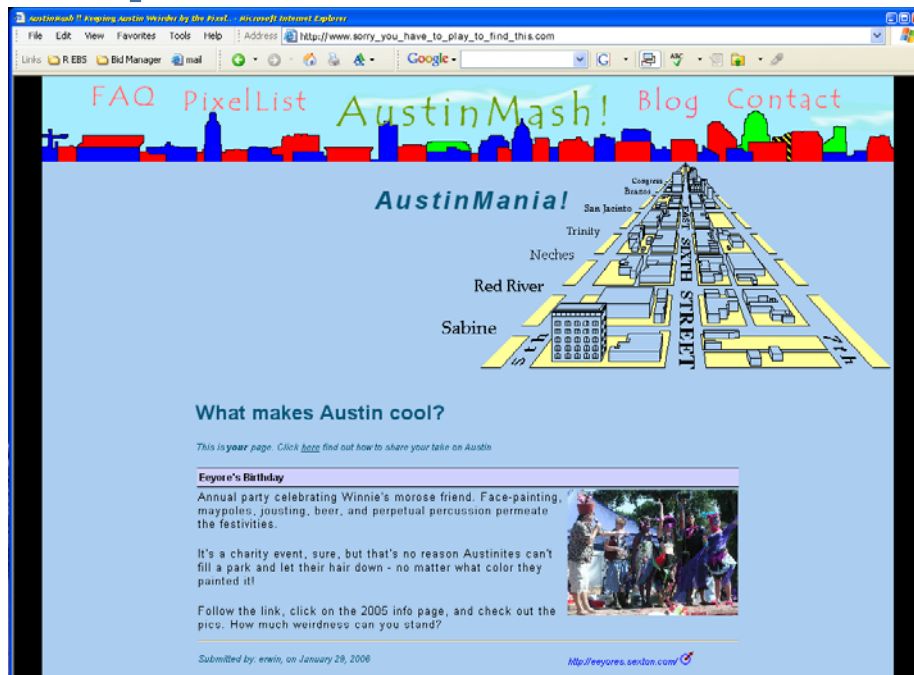 AustinMash !! Keeping Austin Weirder by the Pixel.. - Microsoft Internet Explorer
File Edit View Favorites Tools Help Address http://www.sorry_you_have_to_play_to_find_this.com
Links R EBS Bid Manager mail Google
FAQ PixelList AustinMash! Blog Contact
AustinMania!
Congress
Brazos
San Jacinto
Trinity
Neches
Red River
Sabine
5th
EAST SIXTH STREET
7th
What makes Austin cool?
This is your page. Click here find out how to share your take on Austin
Eeyore's Birthday
Annual party celebrating Winnie's morose friend. Face-painting,
maypoles, jousting, beer, and perpetual percussion permeate
the festivities.
It's a charity event, sure, but that's no reason Austinites can't
fill a park and let their hair down - no matter what color they
painted it!
Follow the link, click on the 2005 info page, and check out the
pics. How much weirdness can you stand?
Submitted by: erwin, on January 29, 2006
http://eeyores.sexton.com/